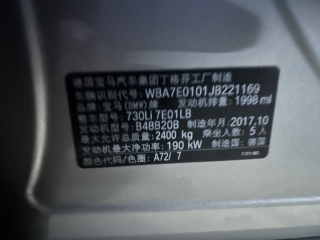 德国宝马汽车集团丁格芬工厂制造
车辆识别代号: WBA7E0101JB221169
品牌: 宝马(BMW) 发动机排量: 1998 ml
整车型号: 730Li 7E01LB
发动机型号: B48B20B 制造年月: 2017.10
最大允许总质量: 2400 kg 乘坐人数: 5 人
发动机最大净功率: 190 kW 制造国: 德国
颜色代码/色圈: A72/ 7